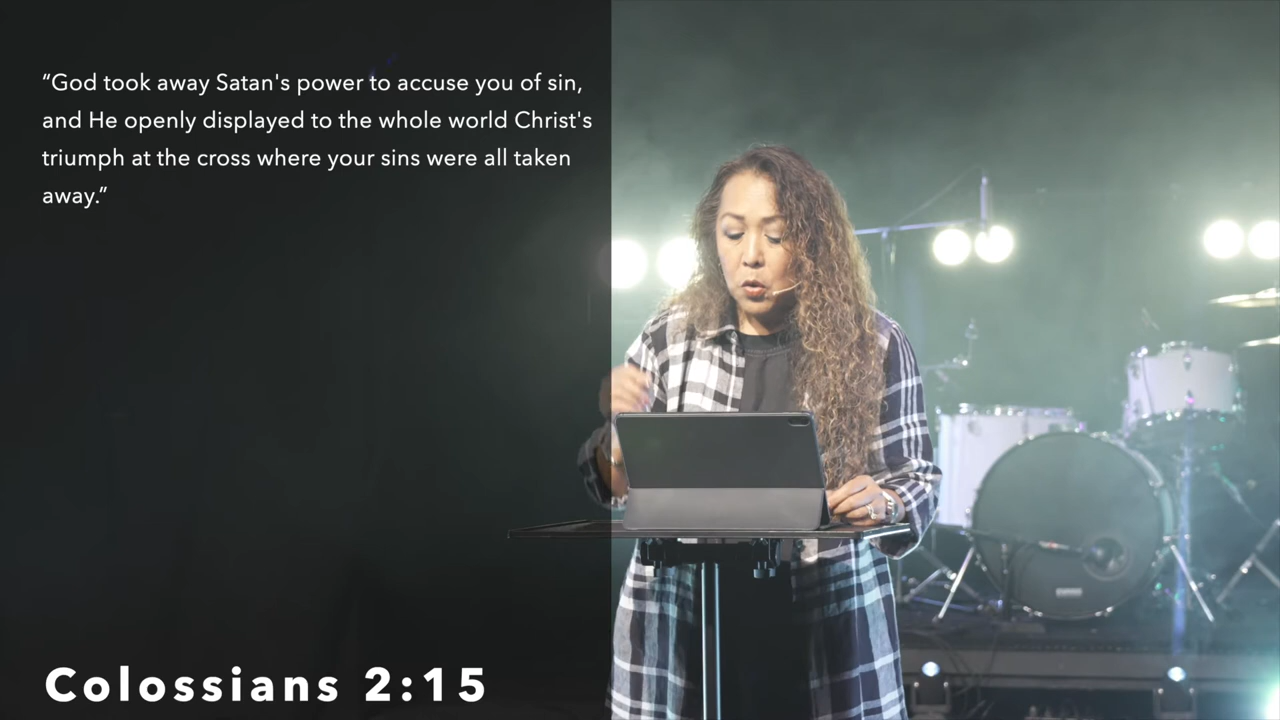 “God took away Satan's power to accuse you of sin,
and He openly displayed to the whole world Christ's
triumph at the cross where your sins were all taken
away.”
Colossians 2:15